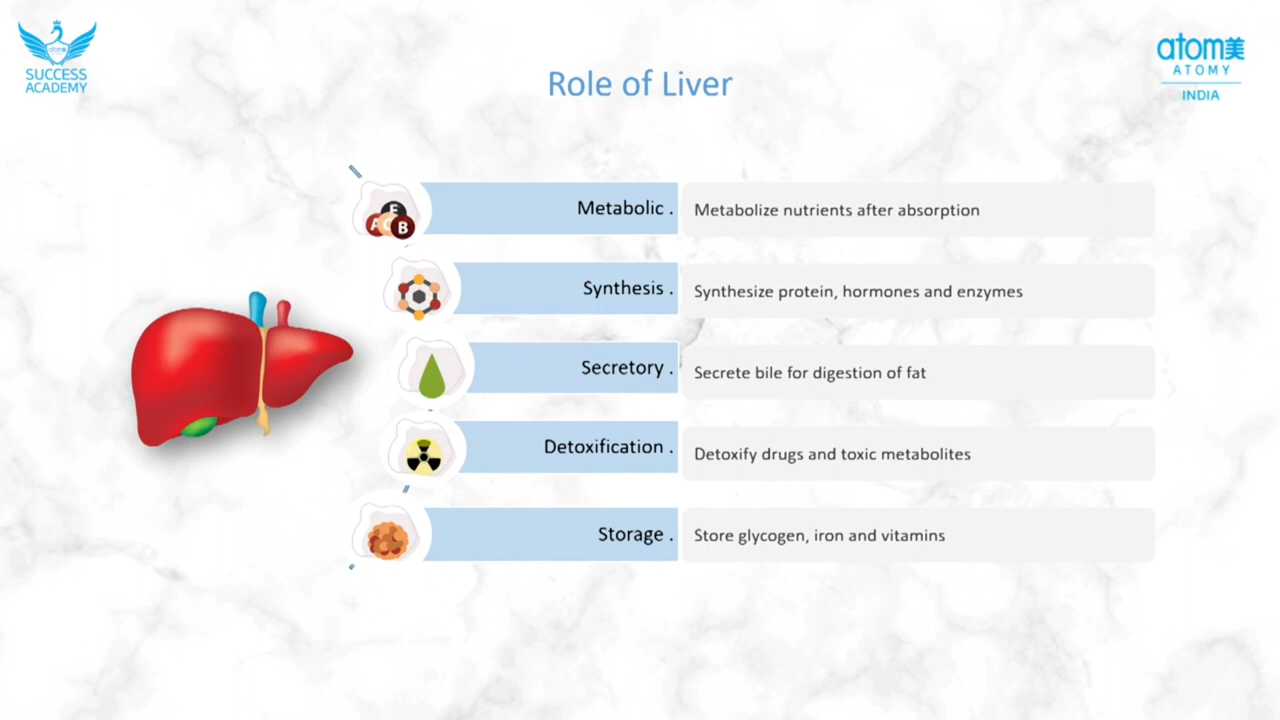 SUCCESS
ACADEMY
atom美
ATOMY
INDIA
Role of Liver
E
A C B
Metabolic .
Metabolize nutrients after absorption
Synthesis .
Synthesize protein, hormones and enzymes
Secretory .
Secrete bile for digestion of fat
Detoxification .
Detoxify drugs and toxic metabolites
Storage .
Store glycogen, iron and vitamins